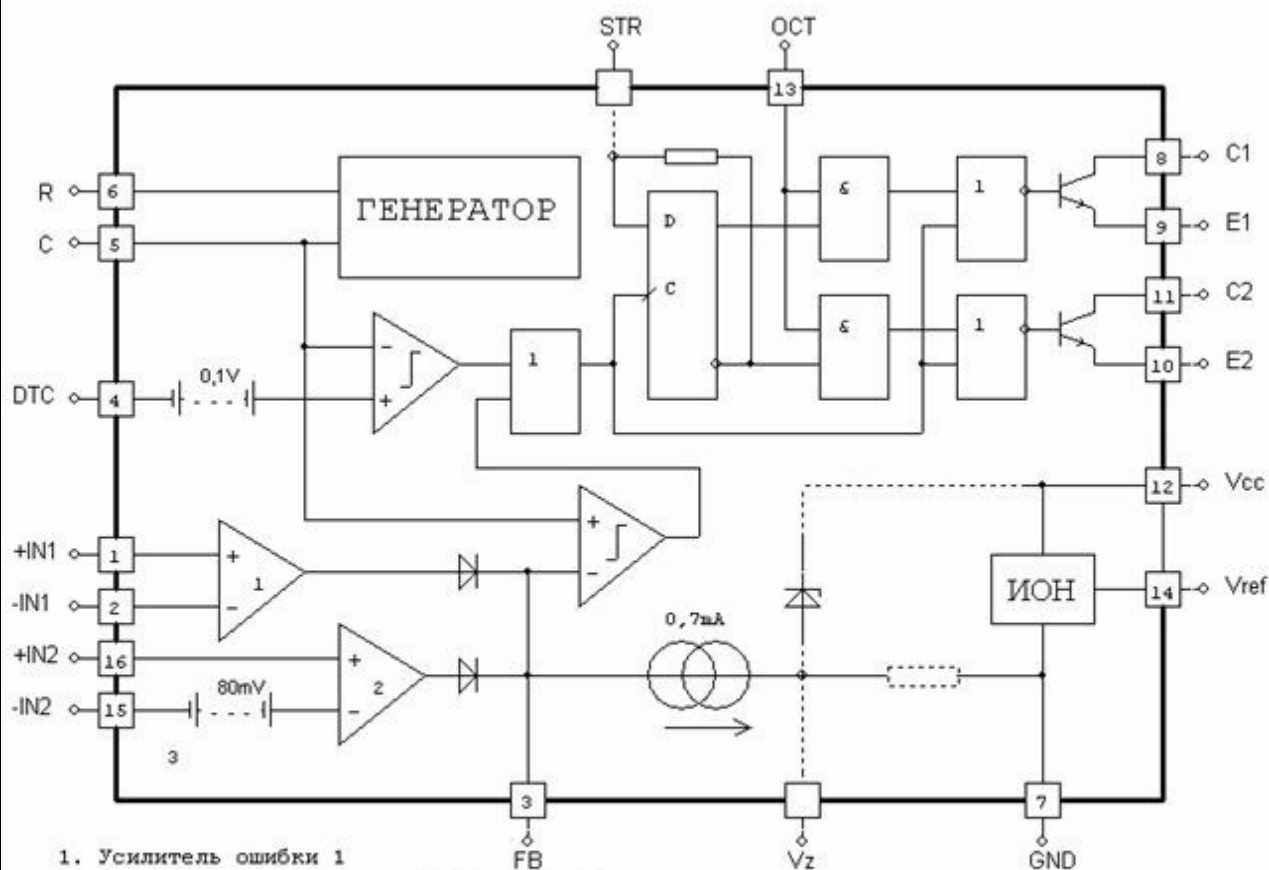 STR
OCT
13
R
6
ГЕНЕРАТОР
&
1
8
C1
C
5
D
9
E1
C
11
C2
DTC
4
0,1V
-
+
1
&
1
10
E2
12
Vcc
+IN1
1
+
-
1
+
-
ИОН
14
Vref
-IN1
2
+IN2
16
+
-
2
0,7mA
-IN2
15
80mV
3
3
7
1. Усилитель ошибки 1
FB
Vz
GND